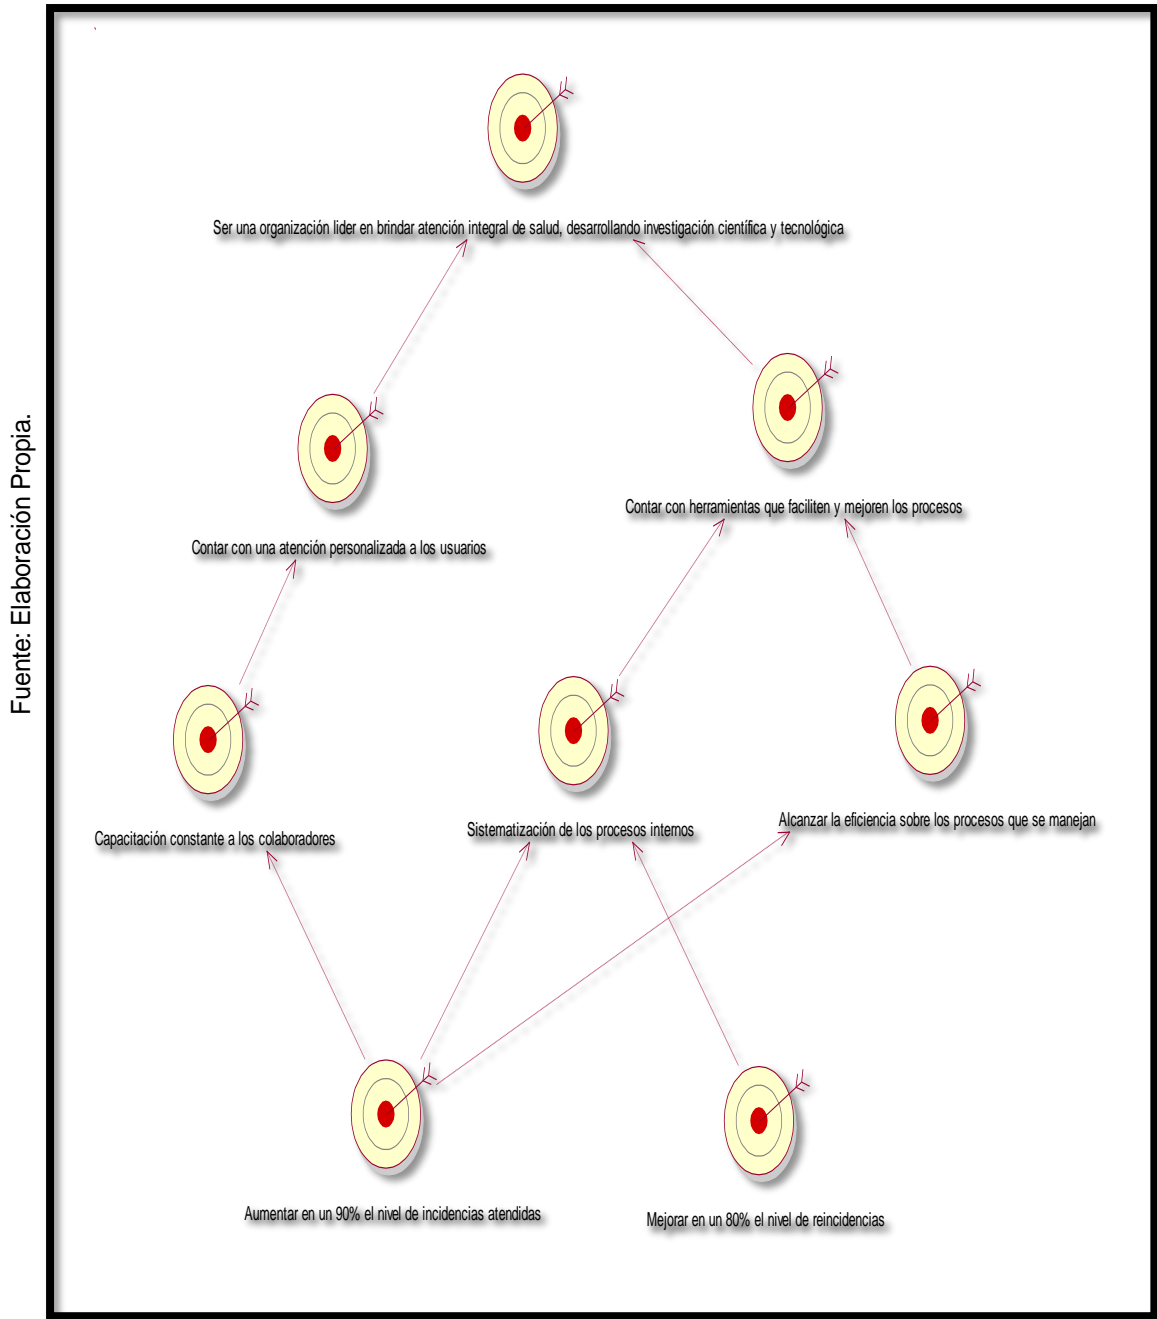 Ser una organización lider en brindar atención integral de salud, desarrollando investigación científica y tecnológica
Contar con herramientas que faciliten y mejoren los procesos
Contar con una atención personalizada a los usuarios
Alcanzar la eficiencia sobre los procesos que se manejan
Sistematización de los procesos internos
Capacitación constante a los colaboradores
Aumentar en un 90% el nivel de incidencias atendidas
Mejorar en un 80% el nivel de reincidencias
Fuente: Elaboración Propia.